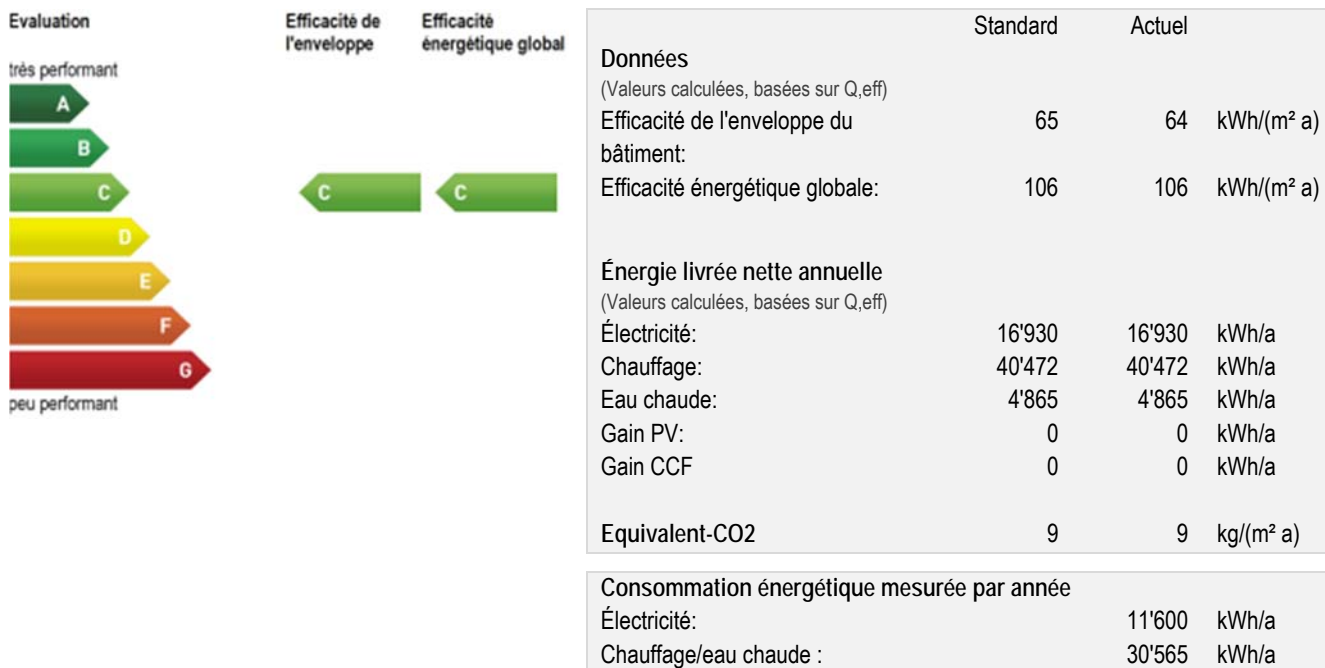 Evaluation
Efficacité de
l'enveloppe
Efficacité
énergétique global
très performant
A
B
C
D
E
F
G
peu performant
C
C
Standard Actuel
Données
(Valeurs calculées, basées sur Q,eff)
Efficacité de l'enveloppe du 65 64 kWh/(m² a)
bâtiment:
Efficacité énergétique globale: 106 106 kWh/(m² a)
Énergie livrée nette annuelle
(Valeurs calculées, basées sur Q,eff)
Électricité: 16'930 16'930 kWh/a
Chauffage: 40'472 40'472 kWh/a
Eau chaude: 4'865 4'865 kWh/a
Gain PV: 0 0 kWh/a
Gain CCF 0 0 kWh/a
Equivalent-CO2 9 9 kg/(m² a)
Consommation énergétique mesurée par année
Électricité: 11'600 kWh/a
Chauffage/eau chaude : 30'565 kWh/a